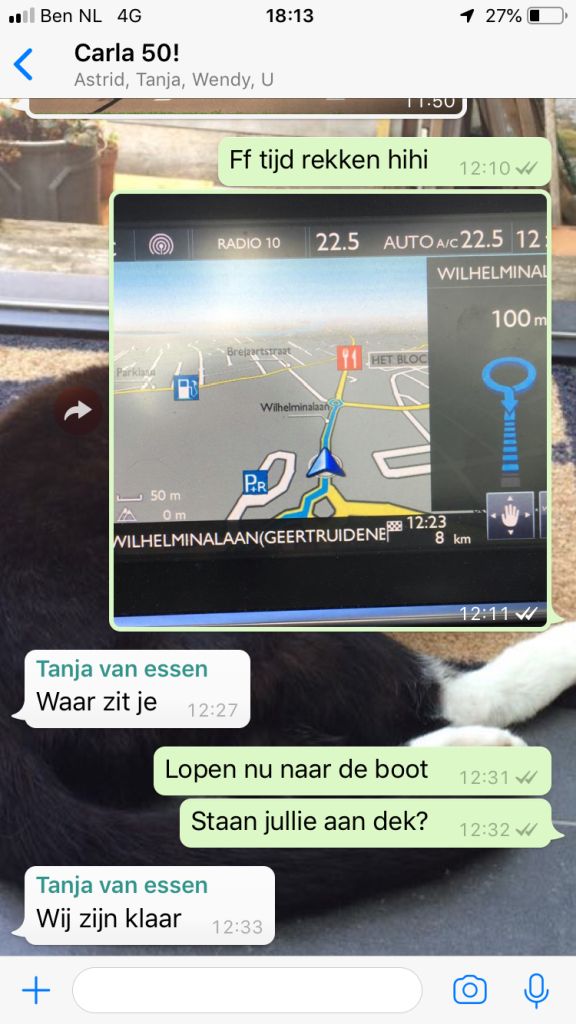 Ben NL 4G 18:13 27%
Carla 50!
Astrid, Tanja, Wendy, U
11:50
Ff tijd rekken hihi 12:10
RADIO 10 22.5 AUTO A/C 22.5 12
WILHELMINAL
100 m
Brejaartstraat
Parklaan
HET BLOC
Wilhelminalaan
P+R
50 m
0 m
12:23
WILHELMINALAAN(GEERTRUIDENE
8 km
12:11
Tanja van essen
Waar zit je 12:27
Lopen nu naar de boot 12:31
Staan jullie aan dek? 12:32
Tanja van essen
Wij zijn klaar 12:33